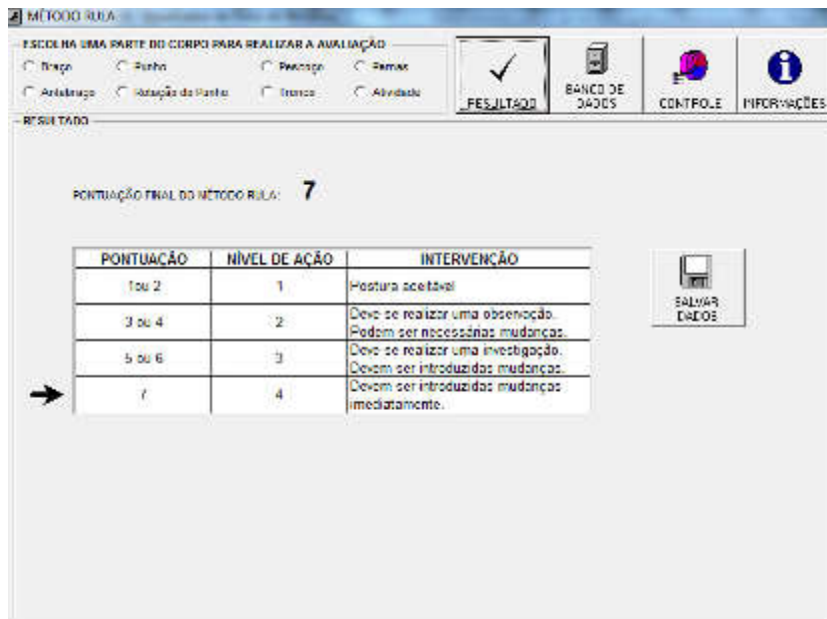 MÉTODO RULA
ESCOLHA UMA PARTE DO CORPO PARA REALIZAR A AVALIAÇÃO
Braço Punho Pescoço Pernas
Antebraço Rotação do Punho Tronco Atividade
RESULTADO
BANCO DE
DADOS
CONTROLE
INFORMAÇÕES
RESULTADO
PONTUAÇÃO FINAL DO MÉTODO RULA: 7
PONTUAÇÃO NÍVEL DE AÇÃO INTERVENÇÃO
1ou 2 1 Postura aceitável
3 ou 4 2 Deve-se realizar uma observação.
Podem ser necessárias mudanças.
5 ou 6 3 Deve-se realizar uma investigação.
Devem ser introduzidas mudanças.
7 4 Devem ser introduzidas mudanças
imediatamente.
SALVAR
DADOS